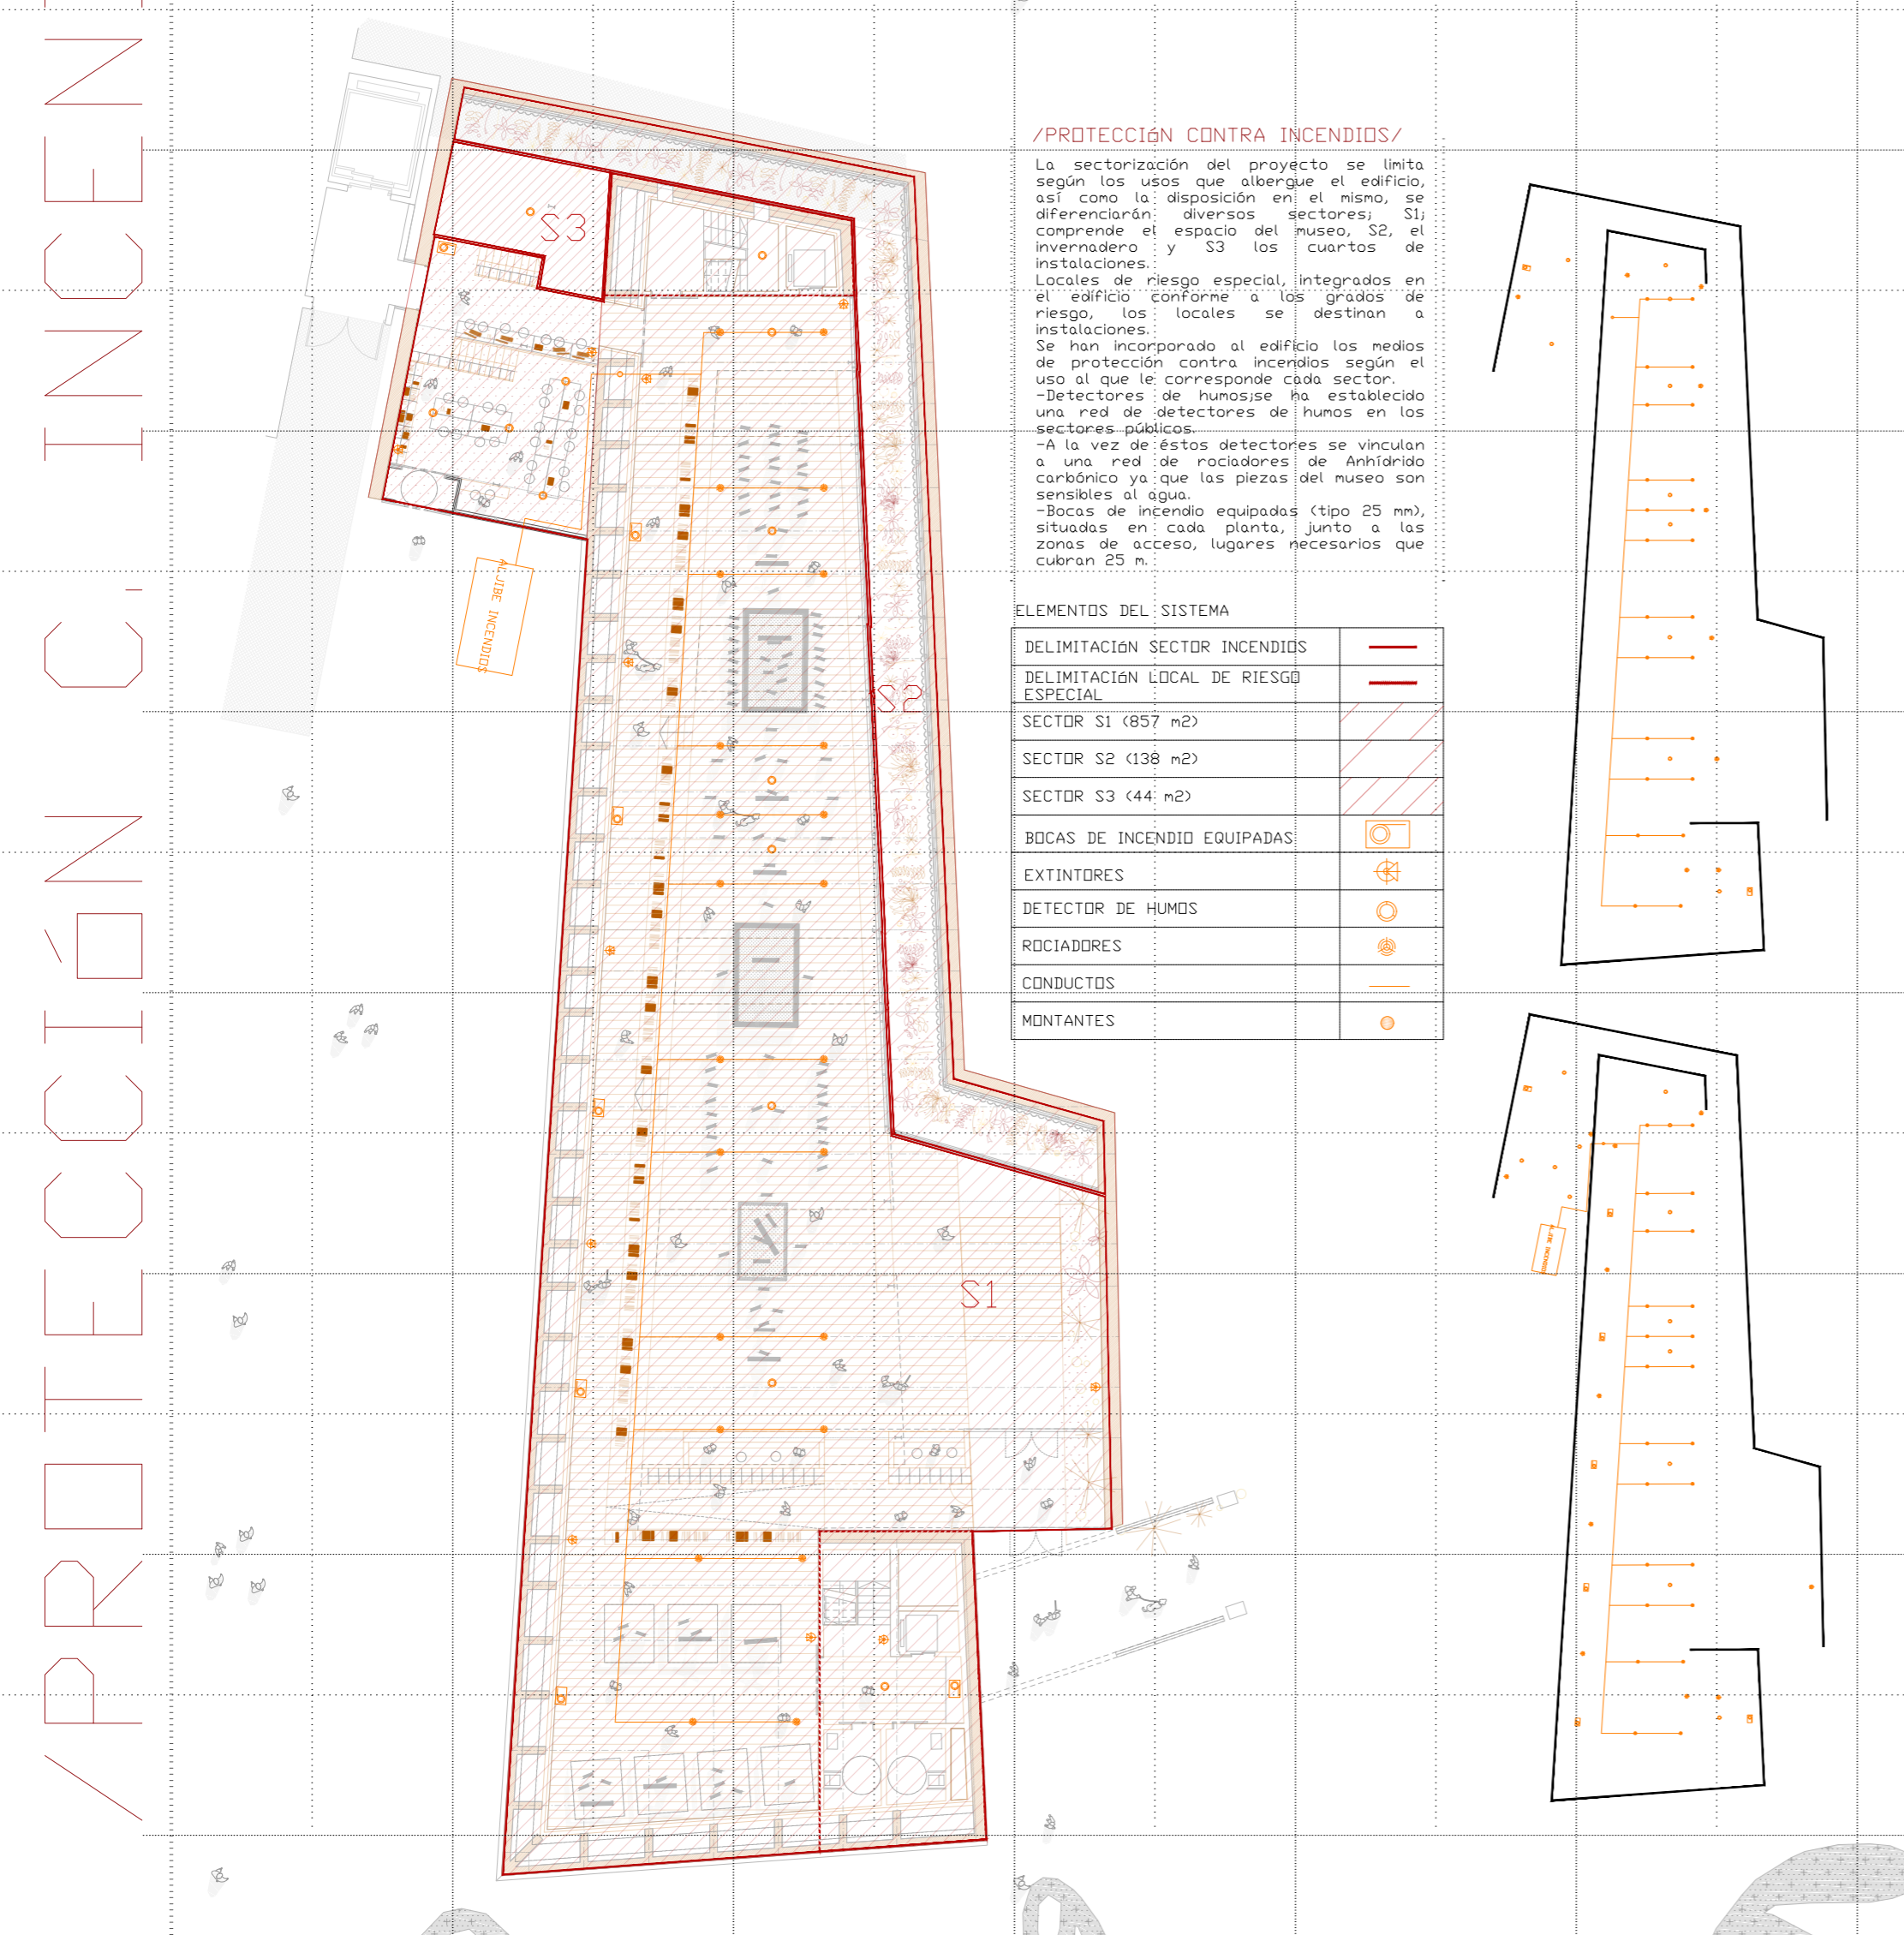 /PROTECCIÓN C. INCEN
/PROTECCIóN CONTRA INCENDIOS/
La sectorización del proyecto se limita
según los usos que albergue el edificio,
así como la disposición en el mismo, se
diferenciarán diversos sectores; S1;
comprende el espacio del museo, S2, el
invernadero y S3 los cuartos de
instalaciones.
Locales de riesgo especial, integrados en
el edíficio conforme a los grados de
riesgo, los locales se destinan a
instalaciones.
Se han incorporado al edificio los medios
de protección contra incendios según el
uso al que le corresponde cada sector.
-Detectores de humos;se ha establecido
una red de detectores de humos en los
sectores públicos.
-A la vez de éstos detectores se vinculan
a una red de rociadores de Anhídrido
carbónico ya que las piezas del museo son
sensibles al agua.
-Bocas de incendio equipadas (tipo 25 mm),
situadas en cada planta, junto a las
zonas de acceso, lugares necesarios que
cubran 25 m.
ELEMENTOS DEL SISTEMA
DELIMITACIóN SECTOR INCENDIOS
DELIMITACIóN LOCAL DE RIESGO
ESPECIAL
SECTOR S1 (857 m2)
SECTOR S2 (138 m2)
SECTOR S3 (44 m2)
BOCAS DE INCENDIO EQUIPADAS
EXTINTORES
DETECTOR DE HUMOS
ROCIADORES
CONDUCTOS
MONTANTES
S3
S2
S1
ALJIBE INCENDIOS
ALJIBE INCENDIOS